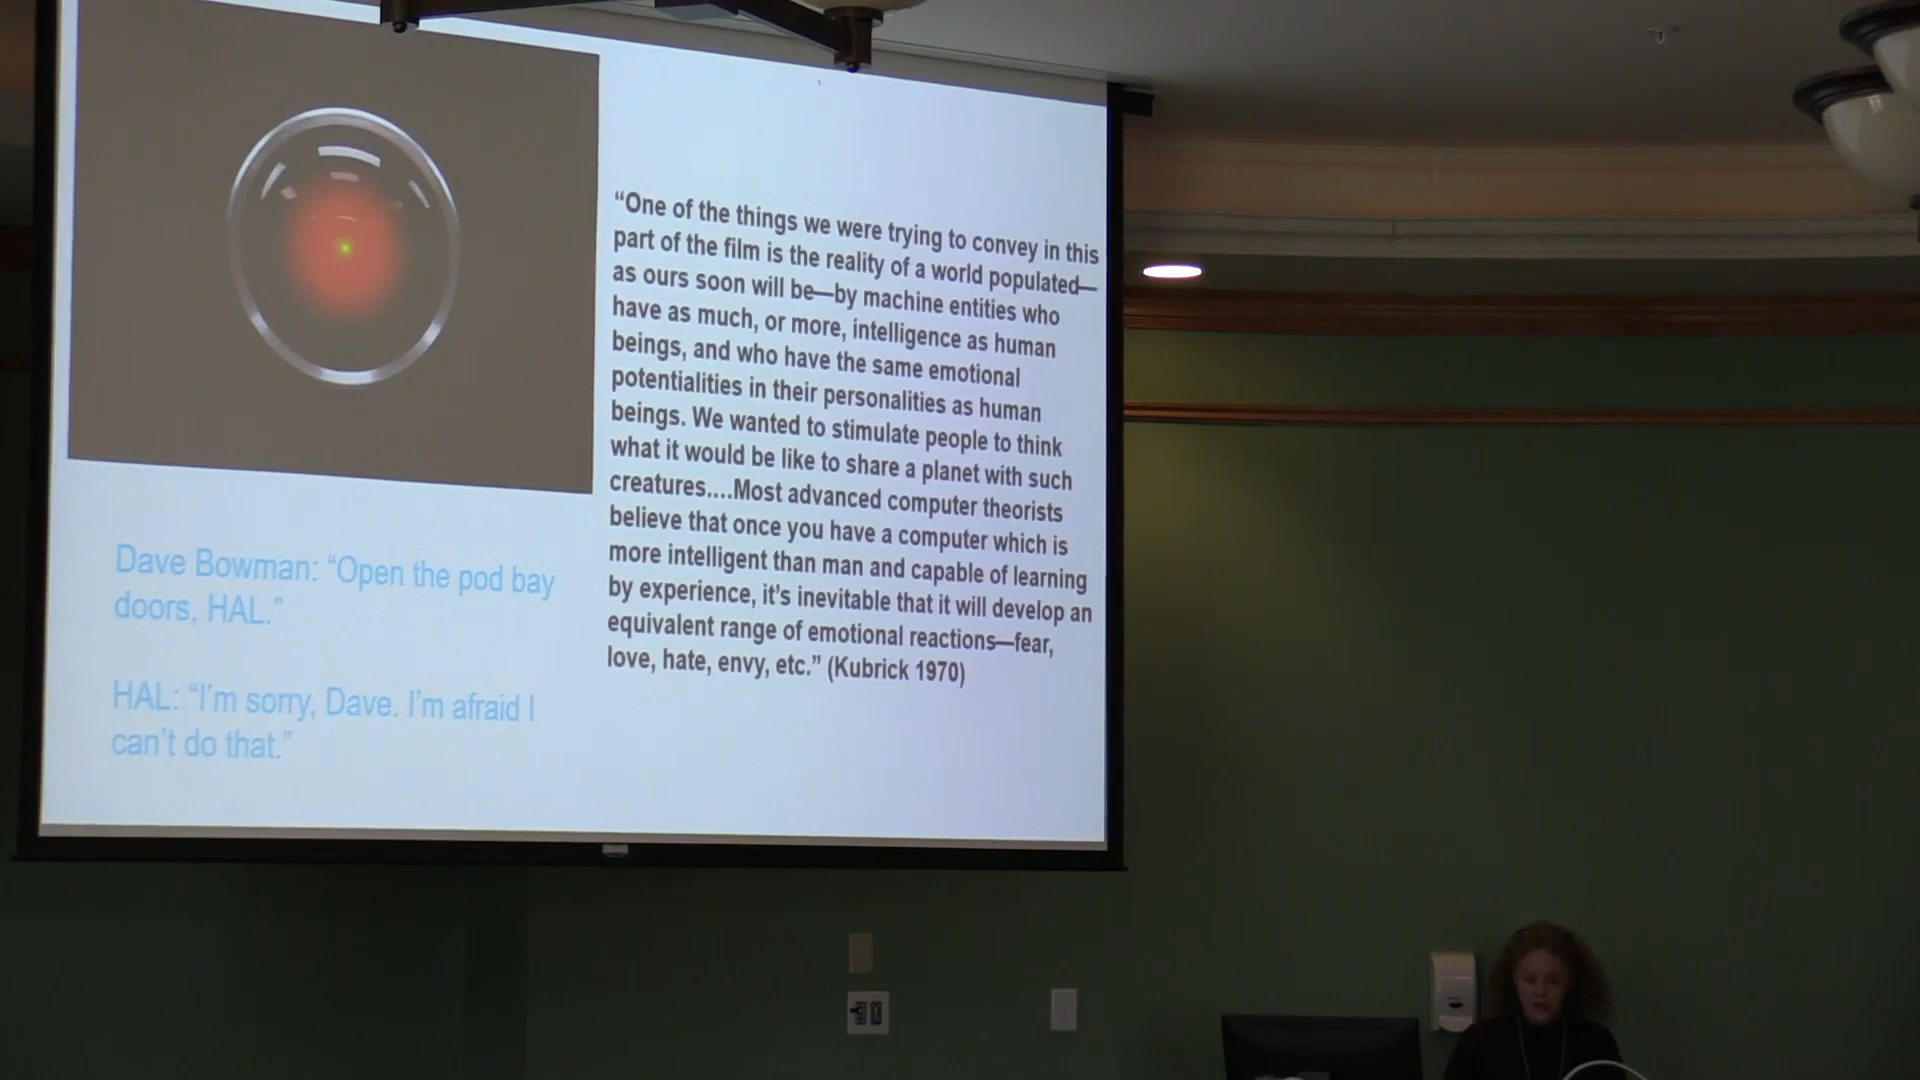 “One of the things we were trying to convey in this
part of the film is the reality of a world populated—
as ours soon will be—by machine entities who
have as much, or more, intelligence as human
beings, and who have the same emotional
potentialities in their personalities as human
beings. We wanted to stimulate people to think
what it would be like to share a planet with such
creatures....Most advanced computer theorists
believe that once you have a computer which is
more intelligent than man and capable of learning
by experience, it’s inevitable that it will develop an
equivalent range of emotional reactions—fear,
love, hate, envy, etc.” (Kubrick 1970)
Dave Bowman: “Open the pod bay
doors, HAL.”
HAL: “I’m sorry, Dave. I’m afraid I
can’t do that.”